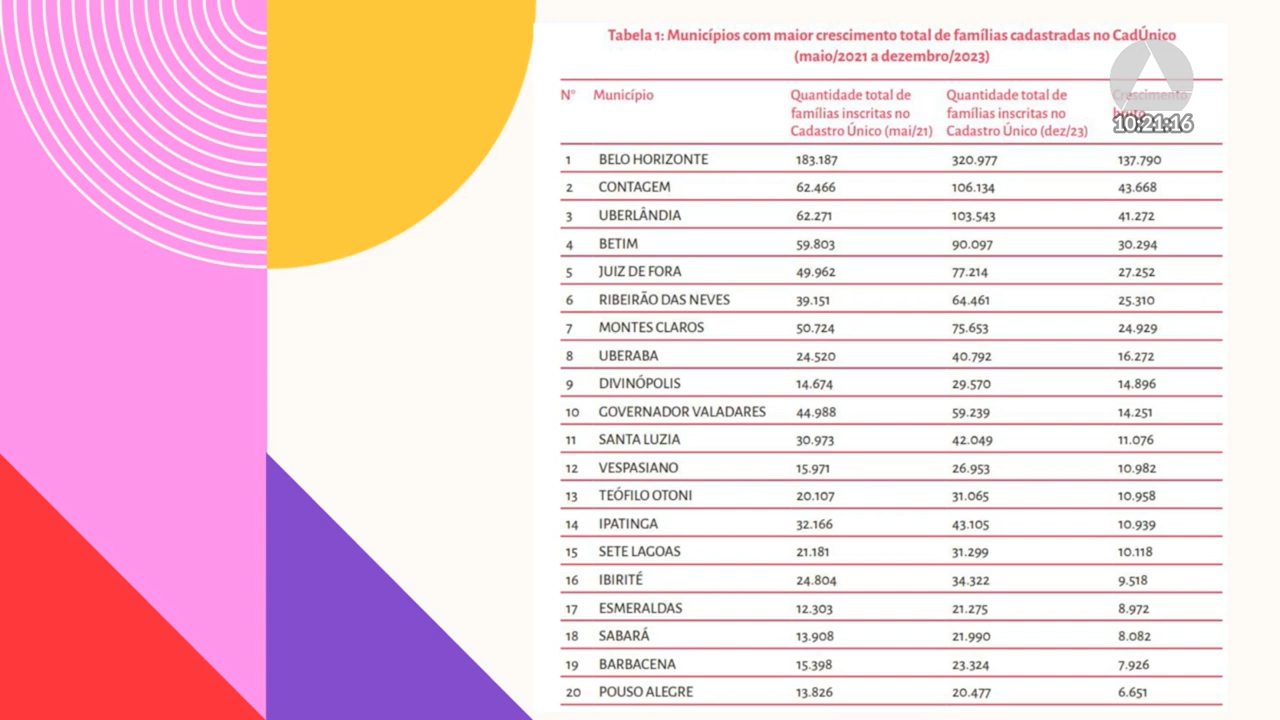 Tabela 1: Municípios com maior crescimento total de famílias cadastradas no CadÚnico
(maio/2021 a dezembro/2023)
N° Município Quantidade total de famílias inscritas no Cadastro Único (mai/21) Quantidade total de famílias inscritas no Cadastro Único (dez/23) Crescimento bruto
10:21:16
1 BELO HORIZONTE 183.187 320.977 137.790
2 CONTAGEM 62.466 106.134 43.668
3 UBERLÂNDIA 62.271 103.543 41.272
4 BETIM 59.803 90.097 30.294
5 JUIZ DE FORA 49.962 77.214 27.252
6 RIBEIRÃO DAS NEVES 39.151 64.461 25.310
7 MONTES CLAROS 50.724 75.653 24.929
8 UBERABA 24.520 40.792 16.272
9 DIVINÓPOLIS 14.674 29.570 14.896
10 GOVERNADOR VALADARES 44.988 59.239 14.251
11 SANTA LUZIA 30.973 42.049 11.076
12 VESPASIANO 15.971 26.953 10.982
13 TEÓFILO OTONI 20.107 31.065 10.958
14 IPATINGA 32.166 43.105 10.939
15 SETE LAGOAS 21.181 31.299 10.118
16 IBIRITÉ 24.804 34.322 9.518
17 ESMERALDAS 12.303 21.275 8.972
18 SABARÁ 13.908 21.990 8.082
19 BARBACENA 15.398 23.324 7.926
20 POUSO ALEGRE 13.826 20.477 6.651